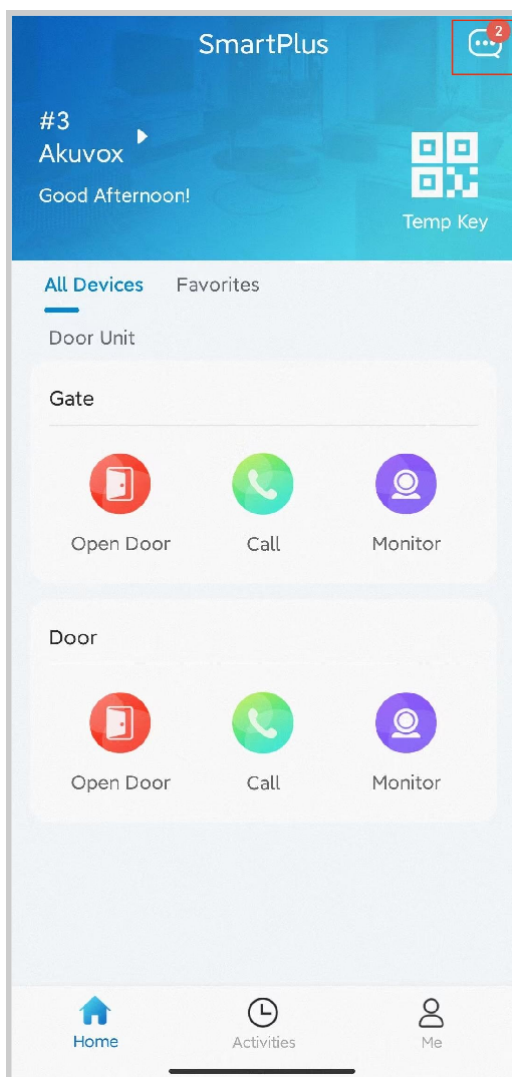 SmartPlus
2
#3
Akuvox
Good Afternoon!
Temp Key
All Devices Favorites
Door Unit
Gate
Open Door Call Monitor
Door
Open Door Call Monitor
Home Activities Me